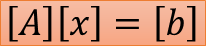 [A][x] = [b]